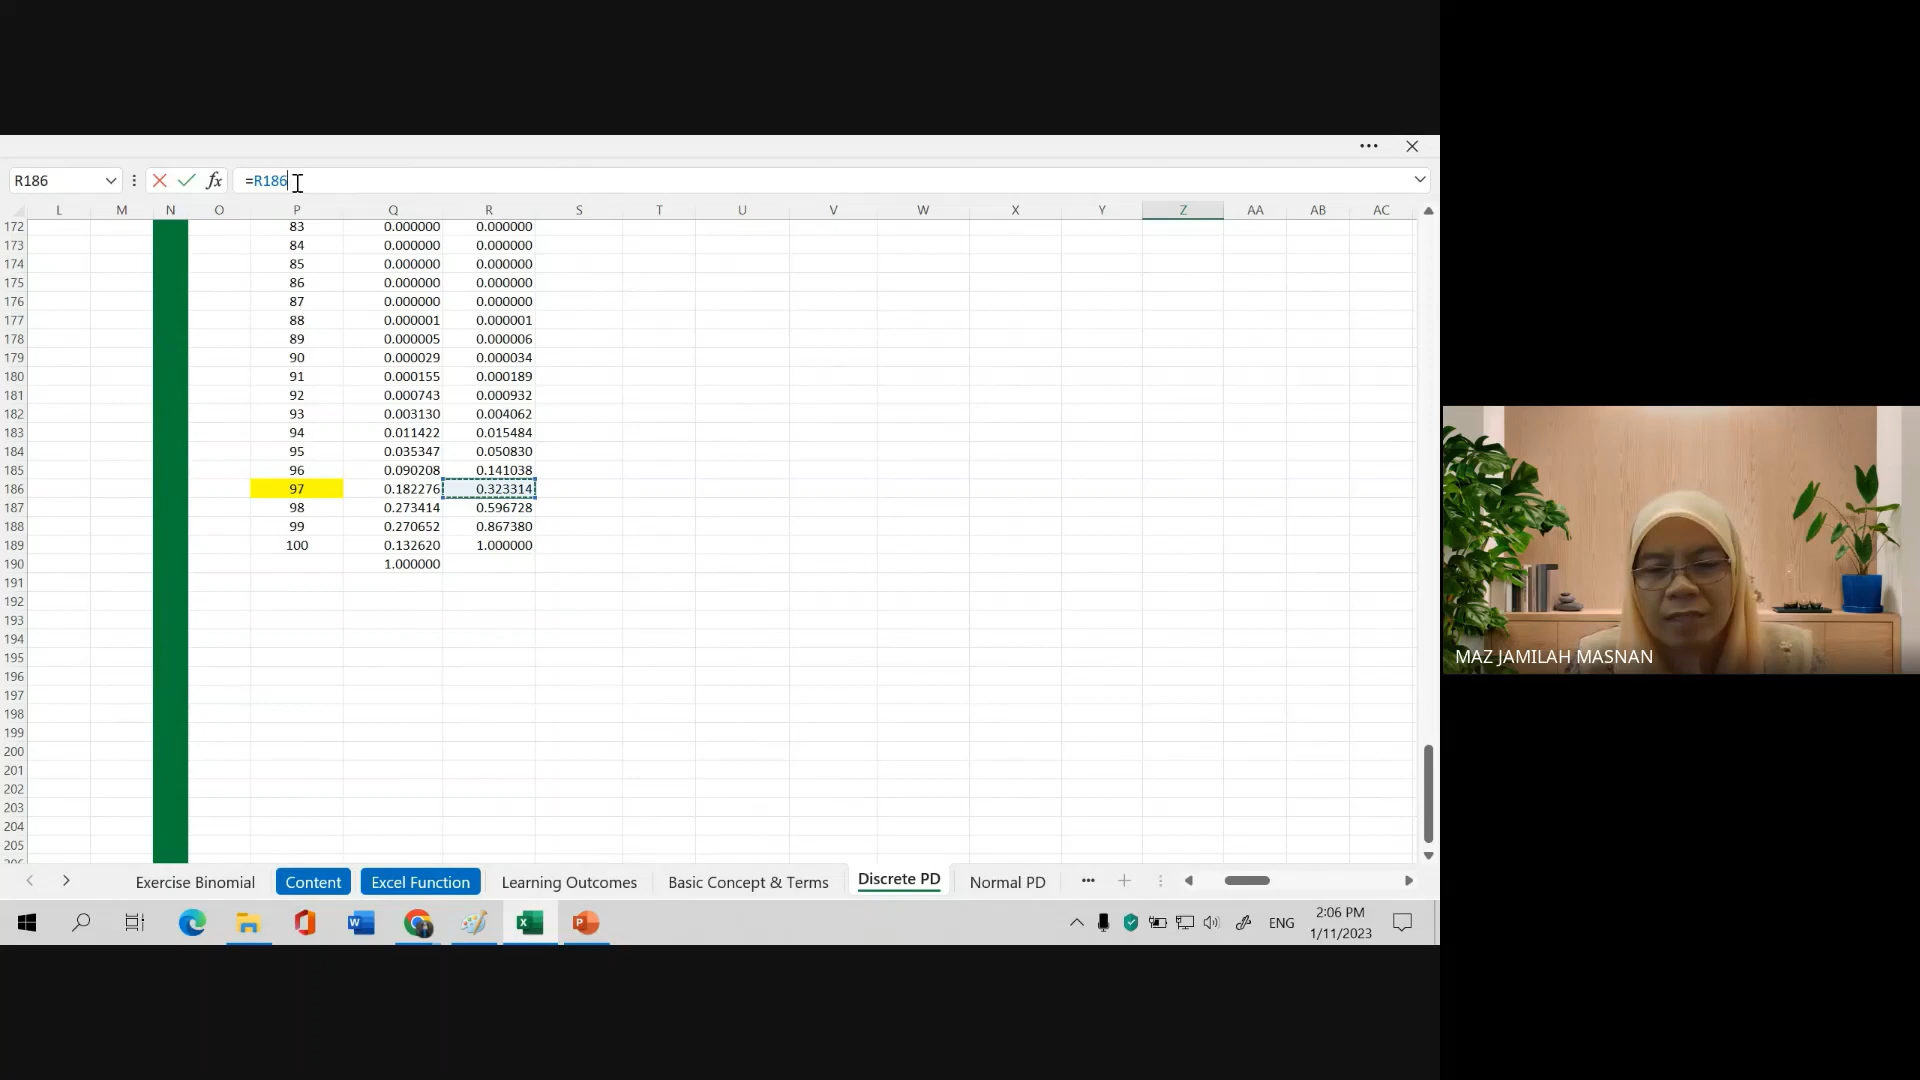 R186
fx
=R186
L M N O P Q R S T U V W X Y Z AA AB AC
172 83 0.000000 0.000000
173 84 0.000000 0.000000
174 85 0.000000 0.000000
175 86 0.000000 0.000000
176 87 0.000000 0.000000
177 88 0.000001 0.000001
178 89 0.000005 0.000006
179 90 0.000029 0.000034
180 91 0.000155 0.000189
181 92 0.000743 0.000932
182 93 0.003130 0.004062
183 94 0.011422 0.015484
184 95 0.035347 0.050830
185 96 0.090208 0.141038
186 97 0.182276 0.323314
187 98 0.273414 0.596728
188 99 0.270652 0.867380
189 100 0.132620 1.000000
190 1.000000
191
192
193
194
195
196
197
198
199
200
201
202
203
204
205
Exercise Binomial Content Excel Function Learning Outcomes Basic Concept & Terms Discrete PD Normal PD
ENG
2:06 PM
1/11/2023
MAZ JAMILAH MASNAN